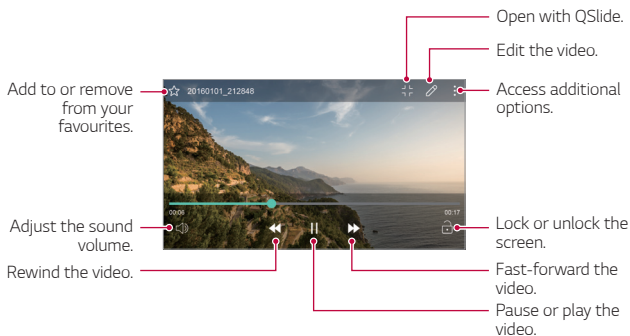 Open with QSlide.
Edit the video.
Add to or remove
from your
favourites.
20160101_212848
Access additional
options.
00:06
00:17
Adjust the sound
volume.
Lock or unlock the
screen.
Rewind the video.
Fast-forward the
video.
Pause or play the
video.